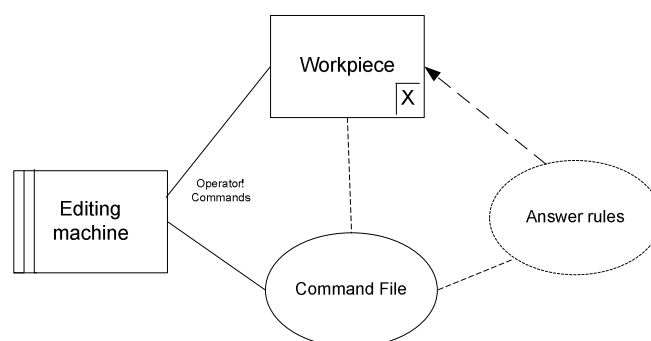 Workpiece
X
Operator!
Commands
Editing
machine
Answer rules
Command File